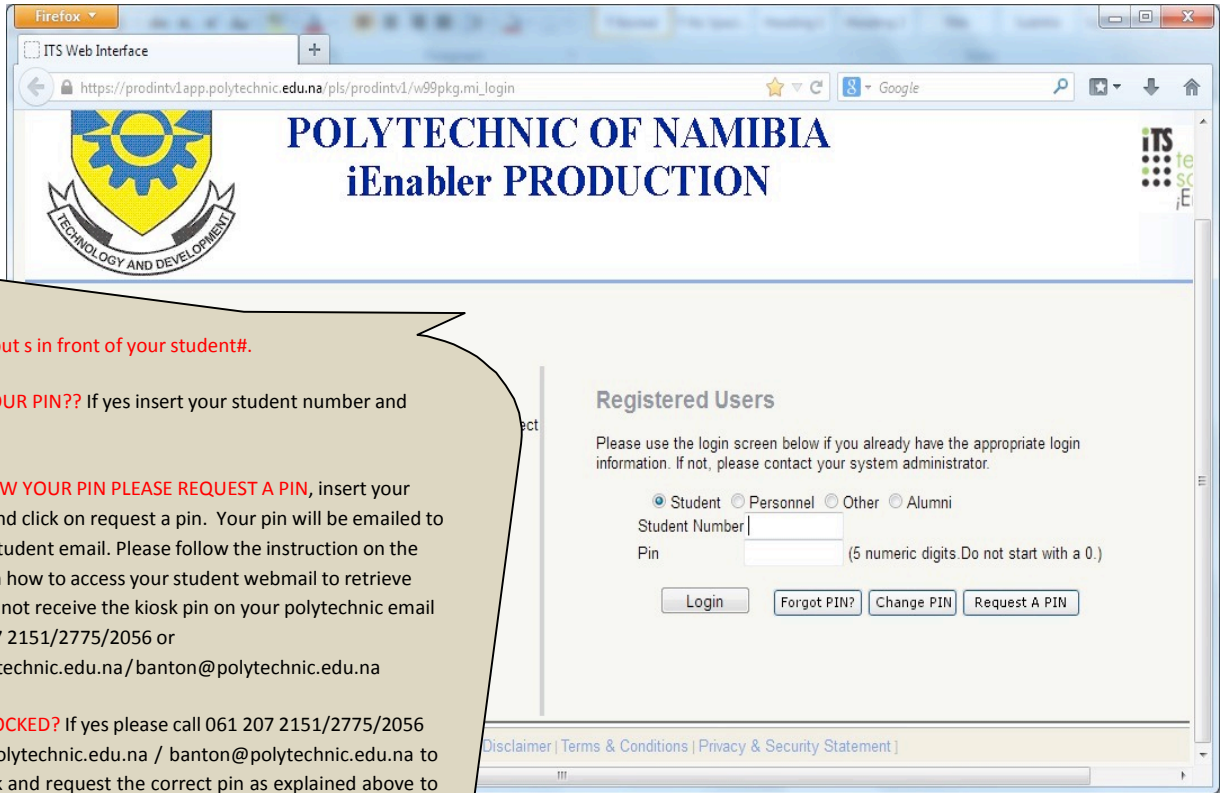 Firefox
ITS Web Interface
+
https://prodintv1app.polytechnic.edu.na/pls/prodintv1/w99pkg.mi_login
Google
POLYTECHNIC OF NAMIBIA
iEnabler PRODUCTION
iTS
te
sc
iE
TECHNOLOGY AND DEVELOPMENT
put s in front of your student#.
OUR PIN?? If yes insert your student number and
W YOUR PIN PLEASE REQUEST A PIN, insert your
nd click on request a pin. Your pin will be emailed to
tudent email. Please follow the instruction on the
how to access your student webmail to retrieve
not receive the kiosk pin on your polytechnic email
7 2151/2775/2056 or
technic.edu.na/banton@polytechnic.edu.na
OCKED? If yes please call 061 207 2151/2775/2056
olytechnic.edu.na / banton@polytechnic.edu.na to
k and request the correct pin as explained above to
ect
Registered Users
Please use the login screen below if you already have the appropriate login
information. If not, please contact your system administrator.
Student Personnel Other Alumni
Student Number
Pin (5 numeric digits.Do not start with a 0.)
Login Forgot PIN? Change PIN Request A PIN
Disclaimer | Terms & Conditions | Privacy & Security Statement ]